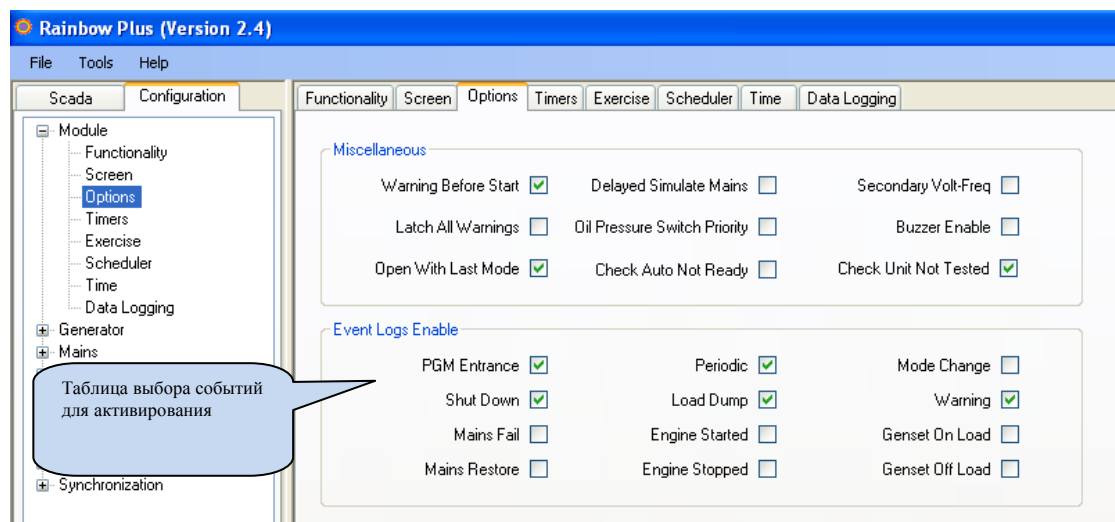 Rainbow Plus (Version 2.4)
File Tools Help
Scada Configuration
Functionality Screen Options Timers Exercise Scheduler Time Data Logging
Module
Functionality
Screen
Options
Timers
Exercise
Scheduler
Time
Data Logging
Generator
Mains
Synchronization
Таблица выбора событий
для активирования
Miscellaneous
Warning Before Start Delayed Simulate Mains Secondary Volt-Freq
Latch All Warnings Oil Pressure Switch Priority Buzzer Enable
Open With Last Mode Check Auto Not Ready Check Unit Not Tested
Event Logs Enable
PGM Entrance Periodic Mode Change
Shut Down Load Dump Warning
Mains Fail Engine Started Genset On Load
Mains Restore Engine Stopped Genset Off Load